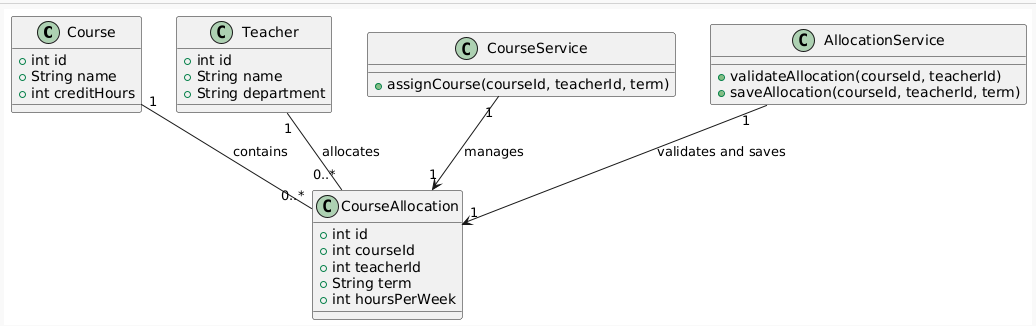 C Course
int id
String name
int creditHours
C Teacher
int id
String name
String department
C CourseService
assignCourse(courseId, teacherId, term)
C AllocationService
validateAllocation(courseId, teacherId)
saveAllocation(courseId, teacherId, term)
1
1
1
1
contains
allocates
manages
validates and saves
0..*
0..*
1
1
C CourseAllocation
int id
int courseId
int teacherId
String term
int hoursPerWeek